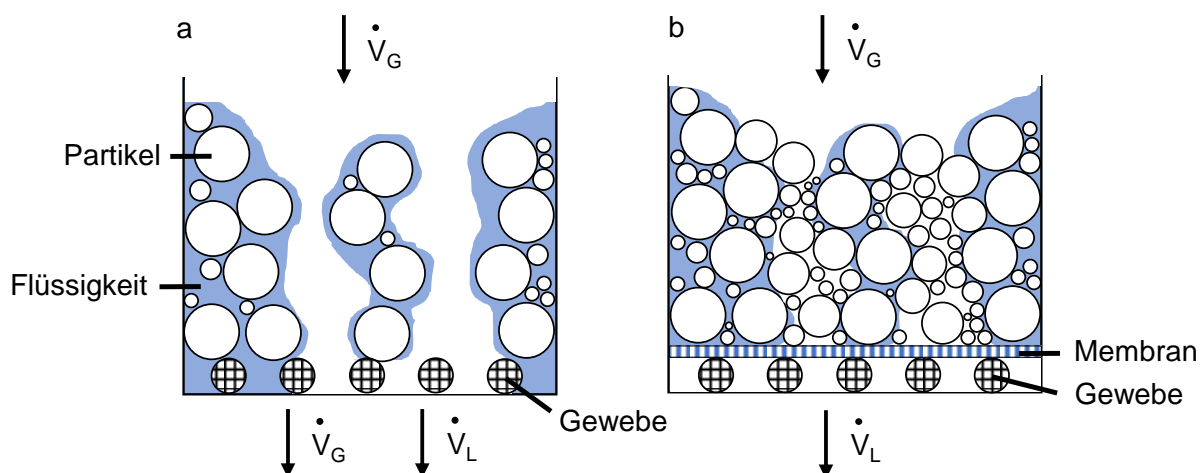 a
V̇G
b
V̇G
Partikel
Flüssigkeit
Membran
Gewebe
Gewebe
V̇G
V̇L
V̇L